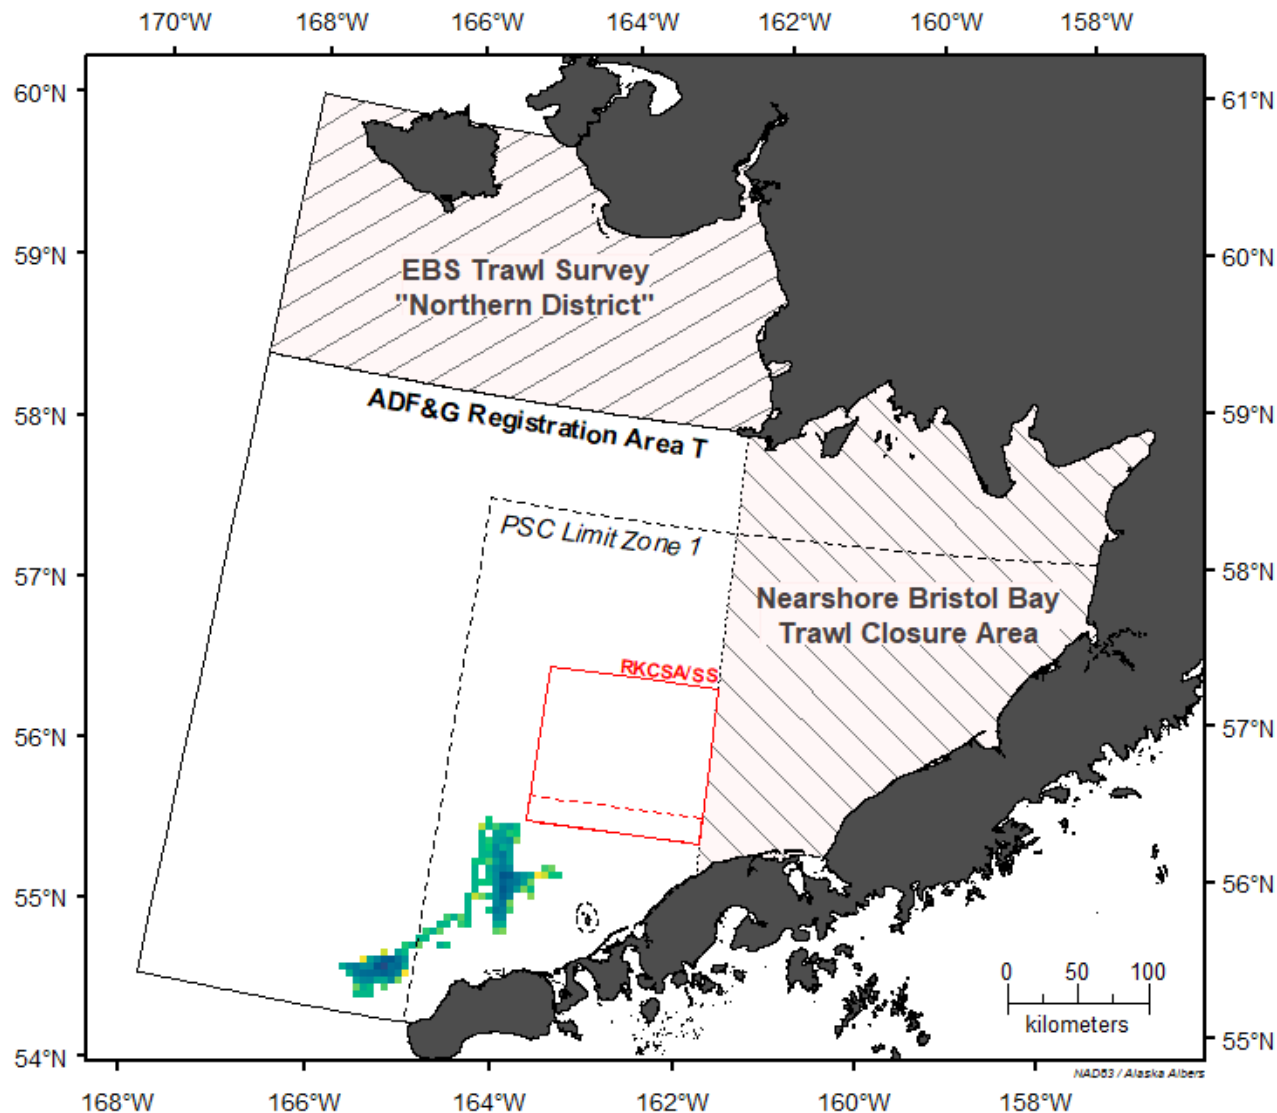 170°W 168°W 166°W 164°W 162°W 160°W 158°W
60°N
61°N
EBS Trawl Survey
"Northern District"
59°N
60°N
ADF&G Registration Area T
58°N
59°N
PSC Limit Zone 1
57°N
58°N
Nearshore Bristol Bay
Trawl Closure Area
RKCSA/SS
56°N
57°N
55°N
56°N
0 50 100
kilometers
54°N
55°N
NAD83 / Alaska Albers
168°W 166°W 164°W 162°W 160°W 158°W